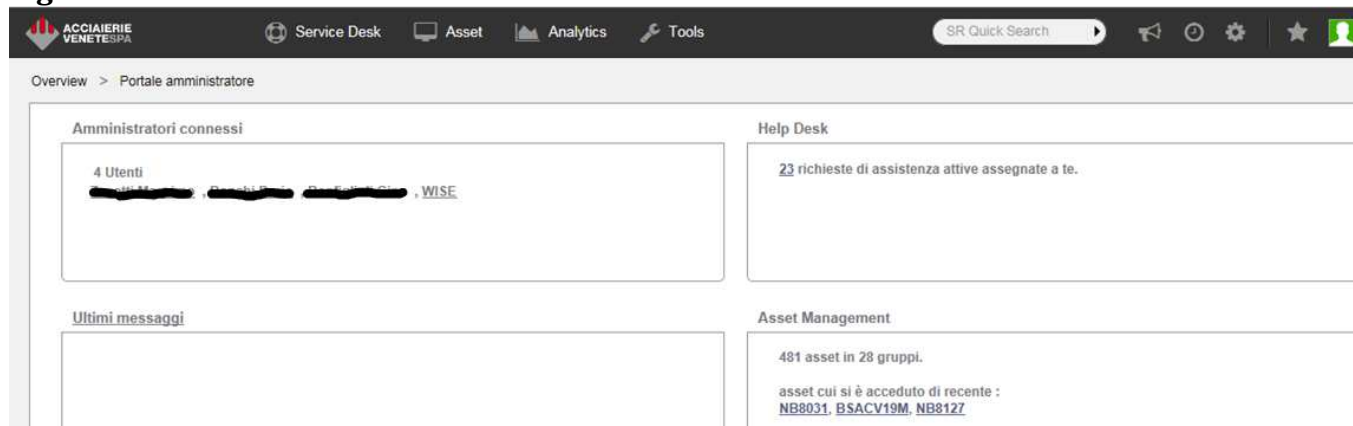 ACCIAIERIE
VENETESPA
Service Desk
Asset
Analytics
Tools
SR Quick Search
Overview > Portale amministratore
Amministratori connessi
4 Utenti
, WISE
Help Desk
23 richieste di assistenza attive assegnate a te.
Ultimi messaggi
Asset Management
481 asset in 28 gruppi.
asset cui si è acceduto di recente :
NB8031, BSACV19M, NB8127